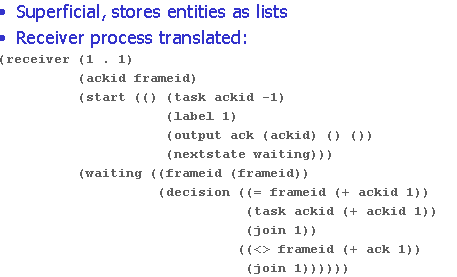 • Superficial, stores entities as lists
• Receiver process translated:
(receiver (1 . 1)
(ackid frameid)
(start (() (task ackid -1)
(label 1)
(output ack (ackid) () ())
(nextstate waiting)))
(waiting ((frameid (frameid))
(decision ((= frameid (+ ackid 1))
(task ackid (+ ackid 1))
(join 1))
((<> frameid (+ ack 1))
(join 1))))))